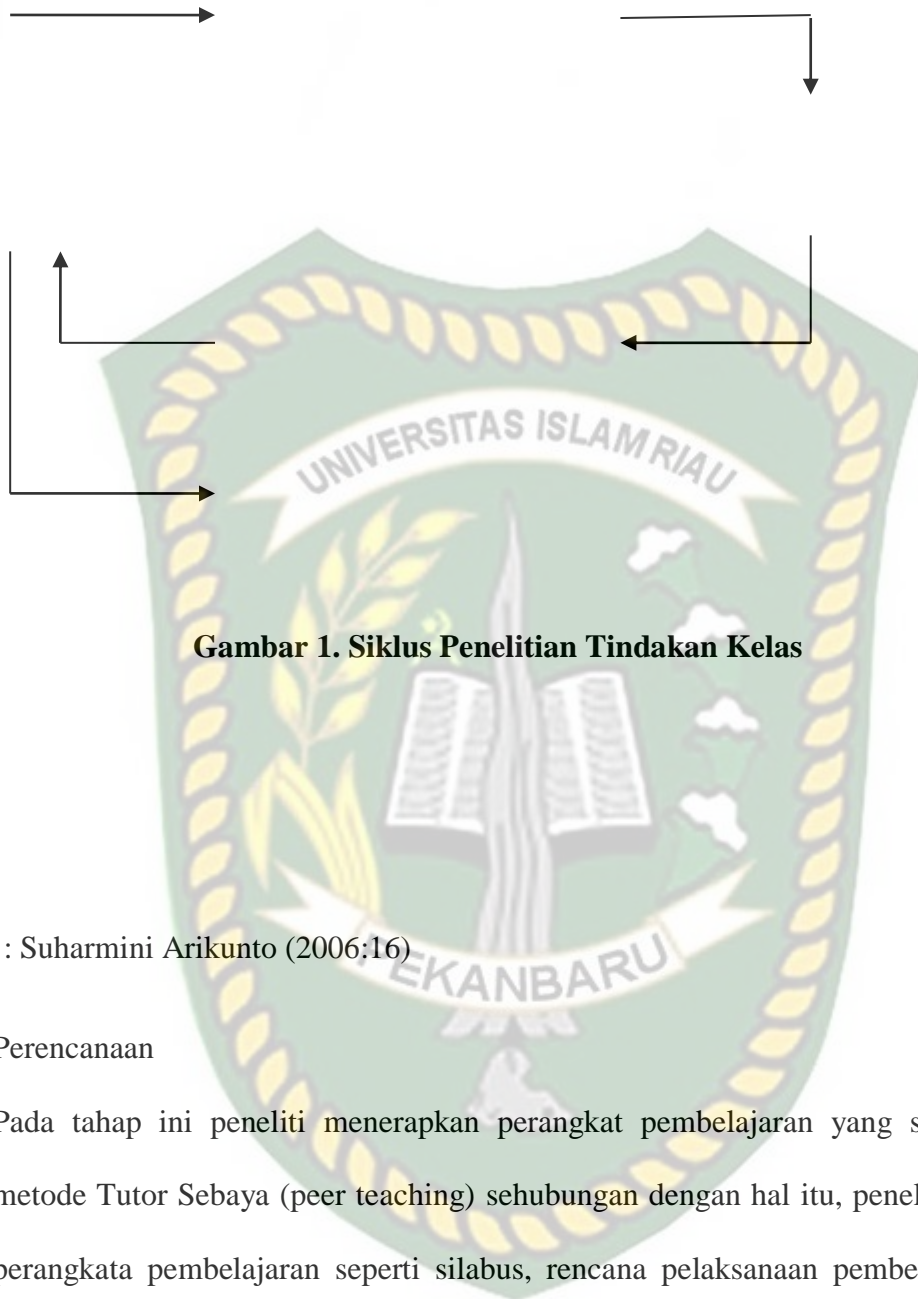 UNIVERSITAS ISLAM RIAU
Gambar 1. Siklus Penelitian Tindakan Kelas
: Suharmini Arikunto (2006:16)
PEKANBARU
Perencanaan
Pada tahap ini peneliti menerapkan perangkat pembelajaran yang
metode Tutor Sebaya (peer teaching) sehubungan dengan hal itu,
perangkata pembelajaran seperti silabus, rencana pelaksanaan